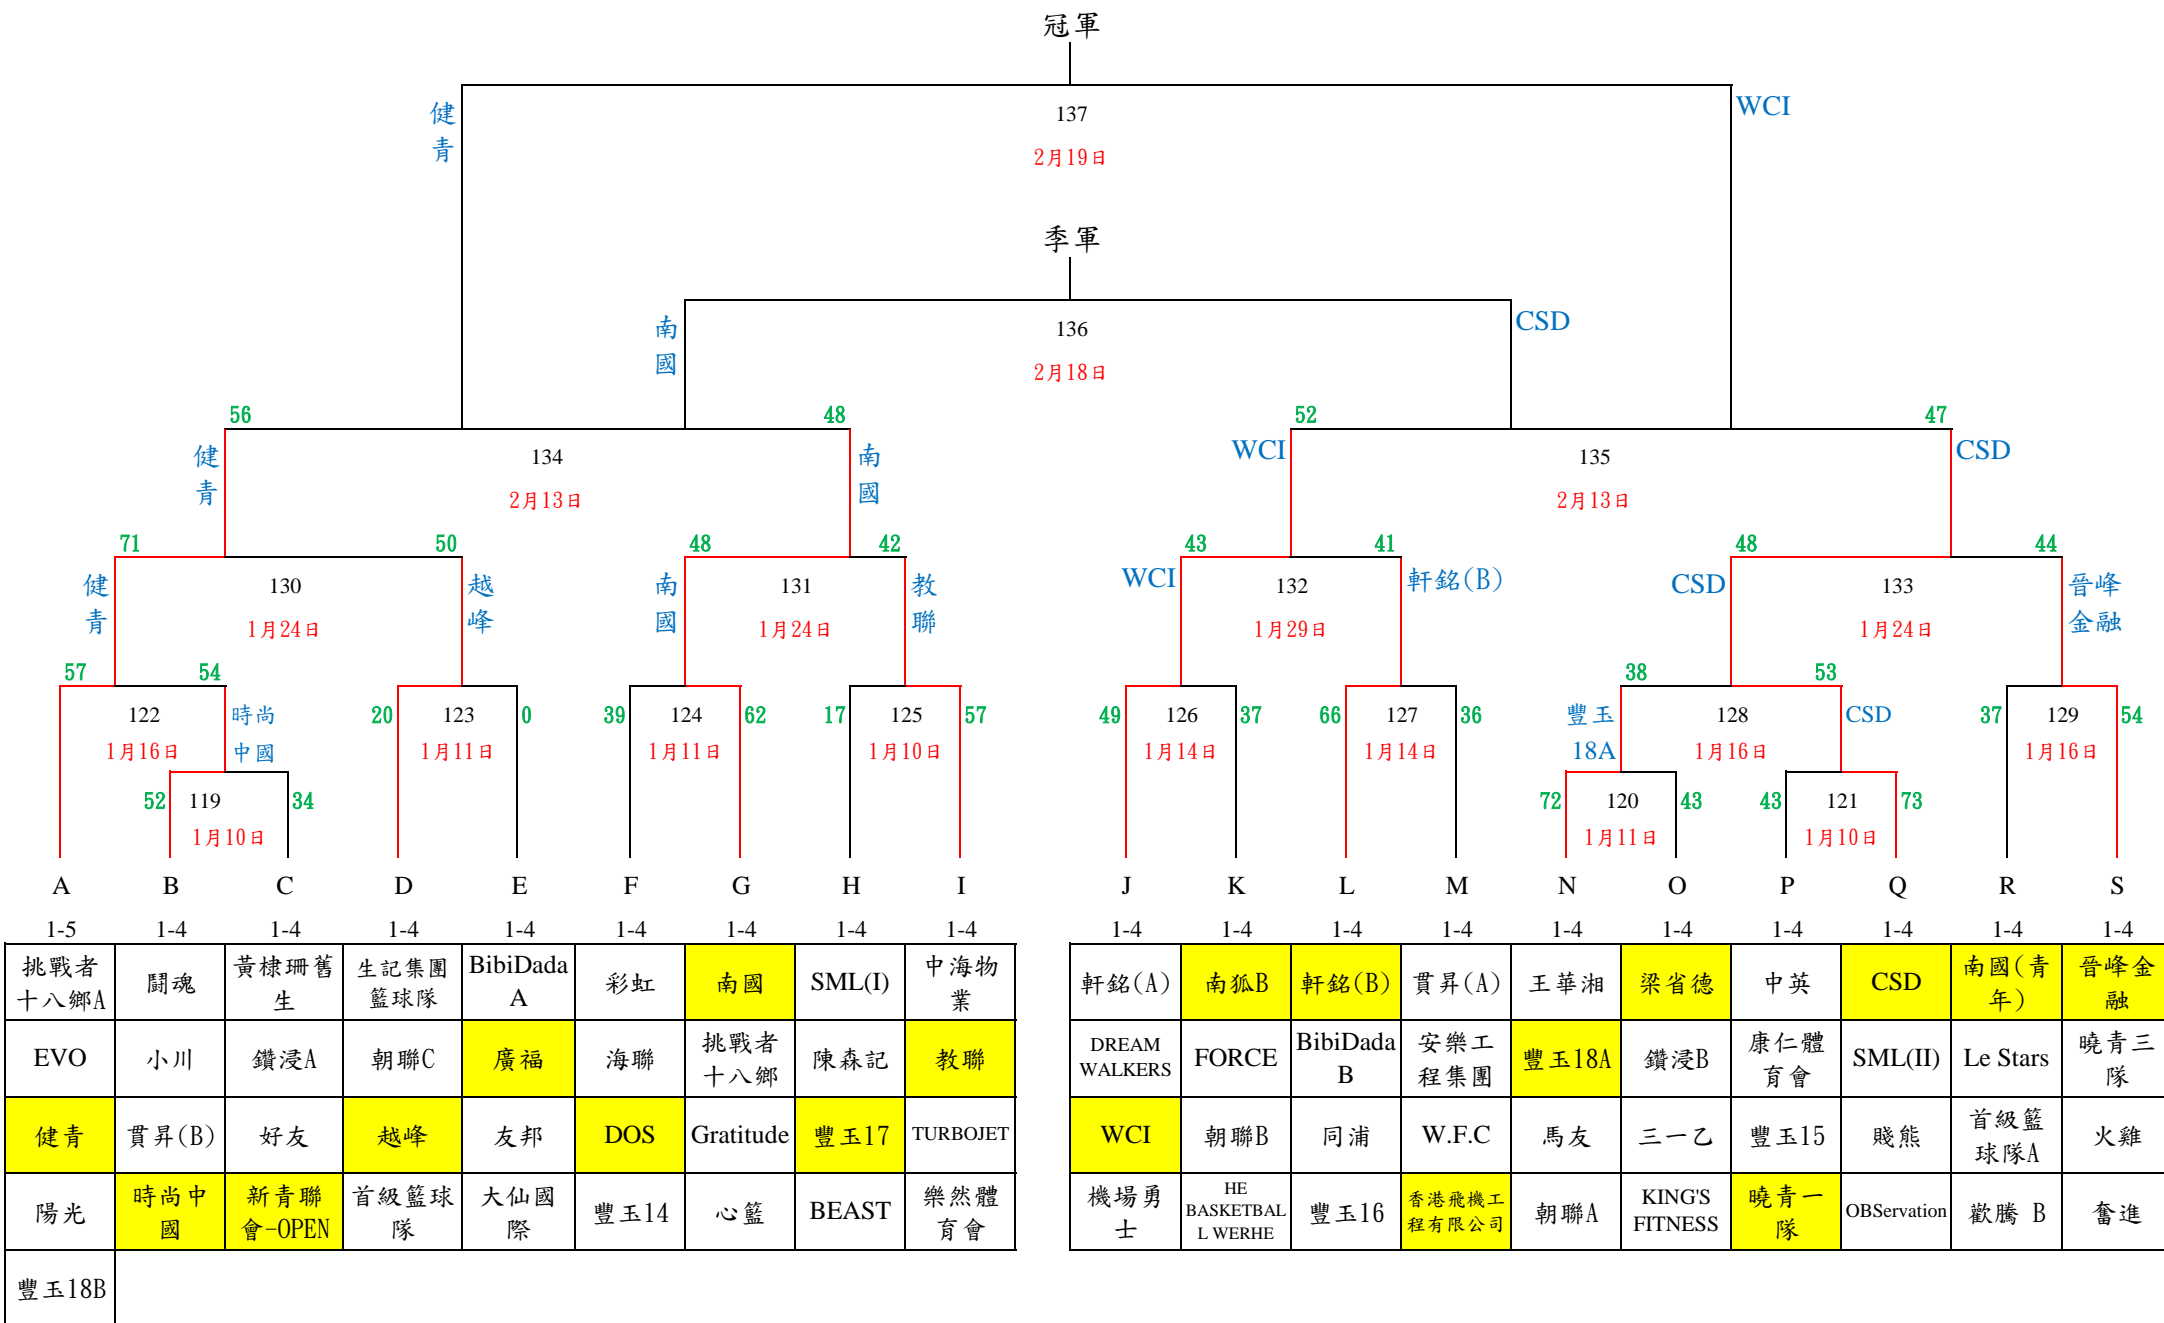 冠軍
健
青
137
WCI
2月19日
季軍
南
國
136
CSD
2月18日
56
48
52
47
健
青
134
南
國
WCI
135
CSD
2月13日
2月13日
71
50
48
42
43
41
48
44
健
青
130
越
峰
南
國
131
教
聯
WCI
132
軒銘(B)
CSD
133
晉峰
金融
1月24日
1月24日
1月29日
1月24日
57
54
38
53
122
時尚
中國
20
123
0
39
124
62
17
125
57
49
126
37
66
127
36
豐玉
18A
128
CSD
37
129
54
1月16日
1月11日
1月11日
1月10日
1月14日
1月14日
1月16日
1月16日
52
119
34
72
120
43
43
121
73
1月10日
1月11日
1月10日
A B C D E F G H I J K L M N O P Q R S
1-5 1-4 1-4 1-4 1-4 1-4 1-4 1-4 1-4 1-4 1-4 1-4 1-4 1-4 1-4 1-4 1-4 1-4 1-4
挑戰者
十八鄉A
鬪魂
黃棣珊舊
生
生記集團
籃球隊
BibiDada
A
彩虹
南國
SML(I)
中海物
業
軒銘(A)
南狐B
軒銘(B)
貫昇(A)
王華湘
梁省德
中英
CSD
南國(青
年)
晉峰金
融
EVO
小川
鑽浸A
朝聯C
廣福
海聯
挑戰者
十八鄉
陳森記
教聯
DREAM
WALKERS
FORCE
BibiDada
B
安樂工
程集團
豐玉18A
鑽浸B
康仁體
育會
SML(II)
Le Stars
曉青三
隊
健青
貫昇(B)
好友
越峰
友邦
DOS
Gratitude
豐玉17
TURBOJET
WCI
朝聯B
同浦
W.F.C
馬友
三一乙
豐玉15
賤熊
首級籃
球隊A
火雞
陽光
時尚中
國
新青聯
會-OPEN
首級籃球
隊
大仙國
際
豐玉14
心籃
BEAST
樂然體
育會
機場勇
士
HE
BASKETBAL
L WERHE
豐玉16
香港飛機工
程有限公司
朝聯A
KING'S
FITNESS
曉青一
隊
OBServation
歡騰 B
奮進
豐玉18B